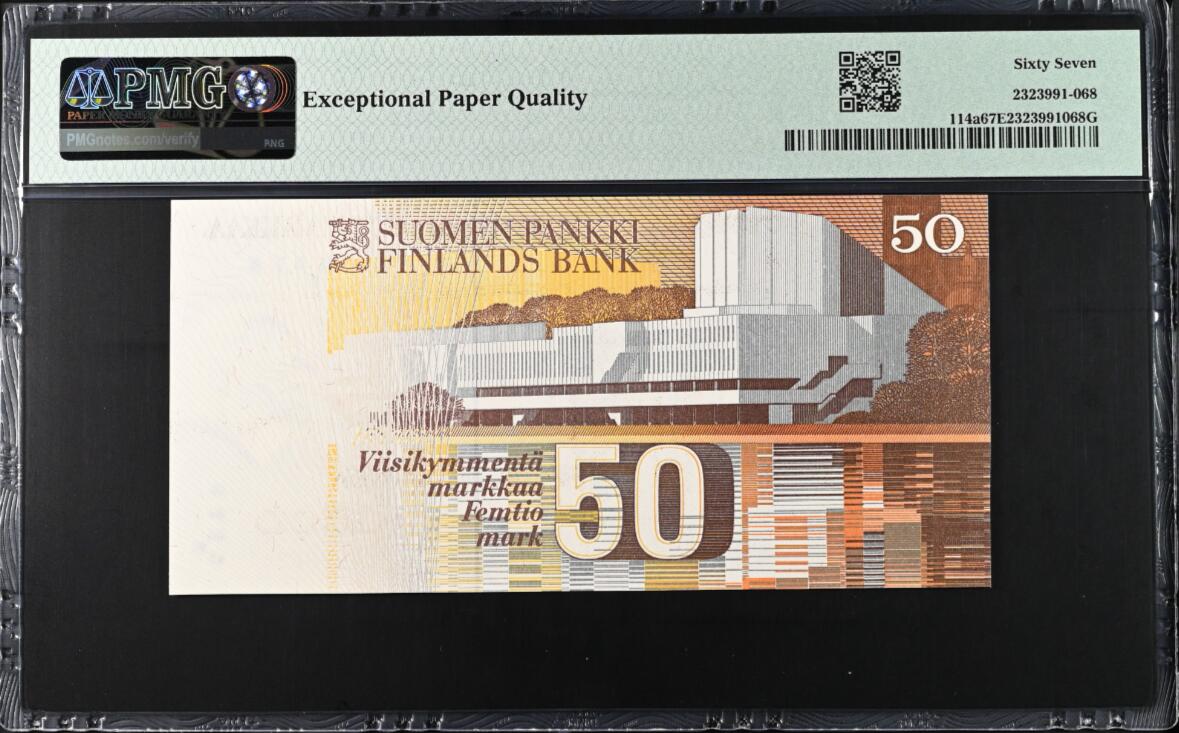 PMG
PAPER MONEY GUARANTY
PMGnotes.com/verify
PNG
Exceptional Paper Quality
Sixty Seven
2323991-068
114a67E2323991068G
SUOMEN PANKKI
FINLANDS BANK
50
Viisikymmentä
markkaa
Femtio
mark
50